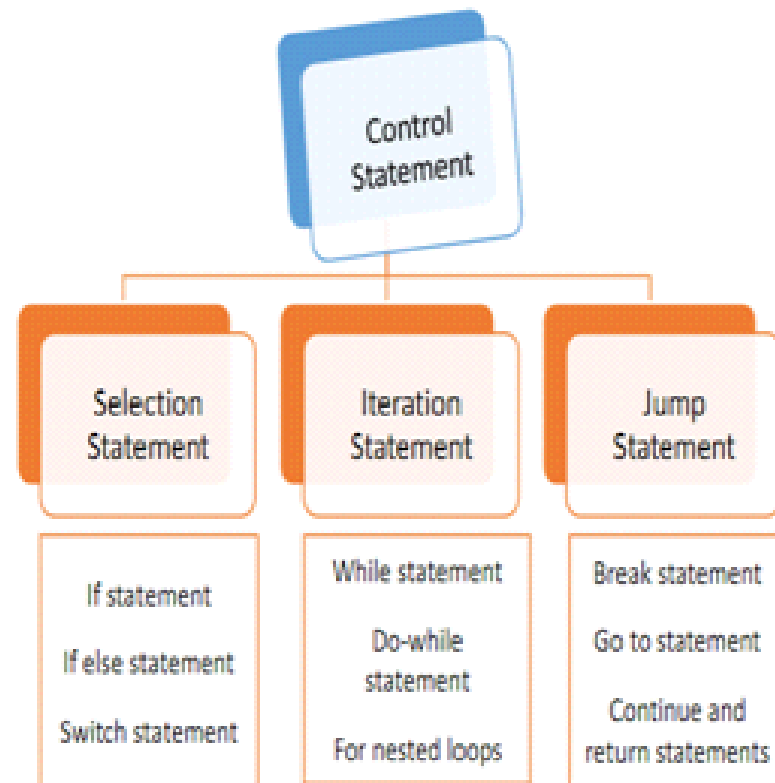 Control
Statement
Selection
Statement
Iteration
Statement
Jump
Statement
If statement
If else statement
Switch statement
While statement
Do-while
statement
For nested loops
Break statement
Go to statement
Continue and
return statements